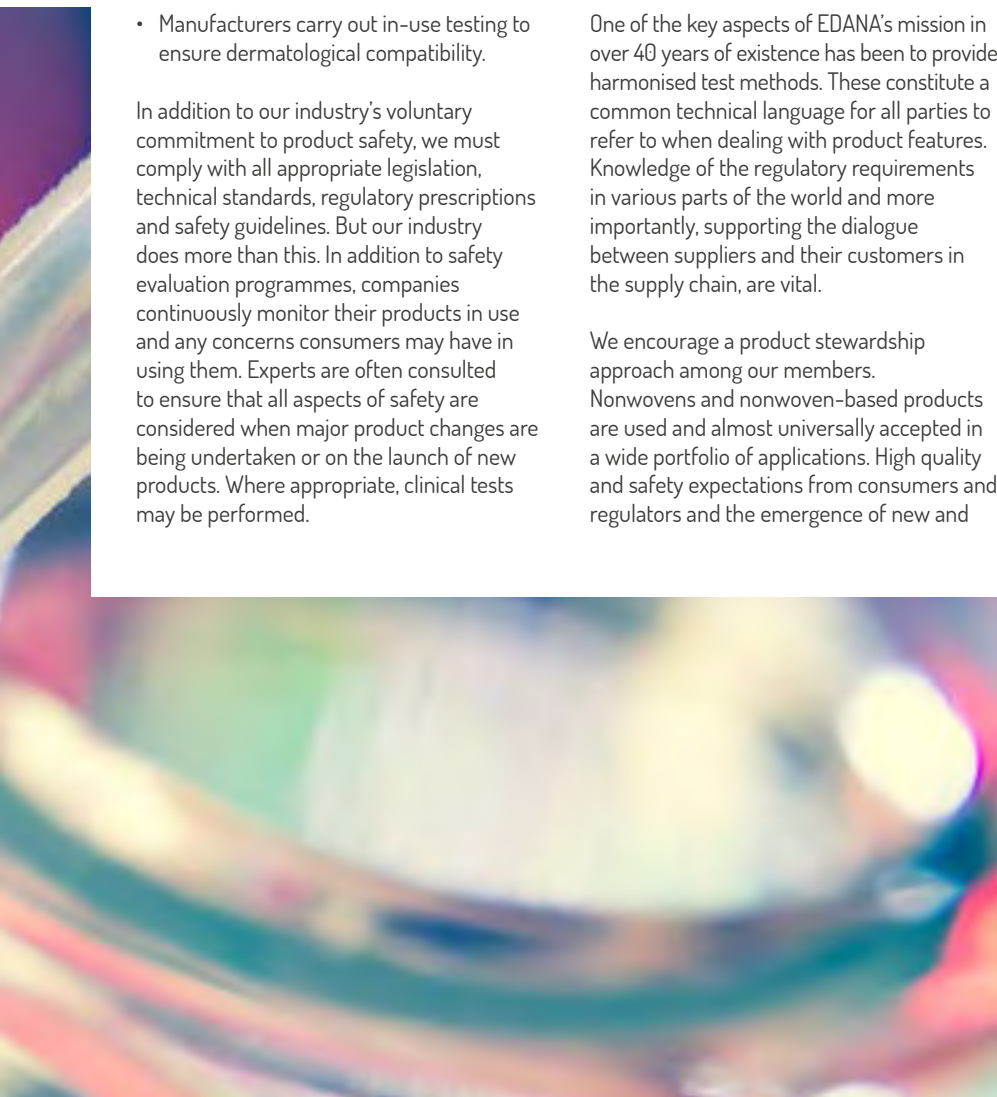 • Manufacturers carry out in-use testing to
ensure dermatological compatibility.
In addition to our industry's voluntary
commitment to product safety, we must
comply with all appropriate legislation,
technical standards, regulatory prescriptions
and safety guidelines. But our industry
does more than this. In addition to safety
evaluation programmes, companies
continuously monitor their products in use
and any concerns consumers may have in
using them. Experts are often consulted
to ensure that all aspects of safety are
considered when major product changes are
being undertaken or on the launch of new
products. Where appropriate, clinical tests
may be performed.
One of the key aspects of EDANA's mission in
over 40 years of existence has been to provide
harmonised test methods. These constitute a
common technical language for all parties to
refer to when dealing with product features.
Knowledge of the regulatory requirements
in various parts of the world and more
importantly, supporting the dialogue
between suppliers and their customers in
the supply chain, are vital.
We encourage a product stewardship
approach among our members.
Nonwovens and nonwoven-based products
are used and almost universally accepted in
a wide portfolio of applications. High quality
and safety expectations from consumers and
regulators and the emergence of new and